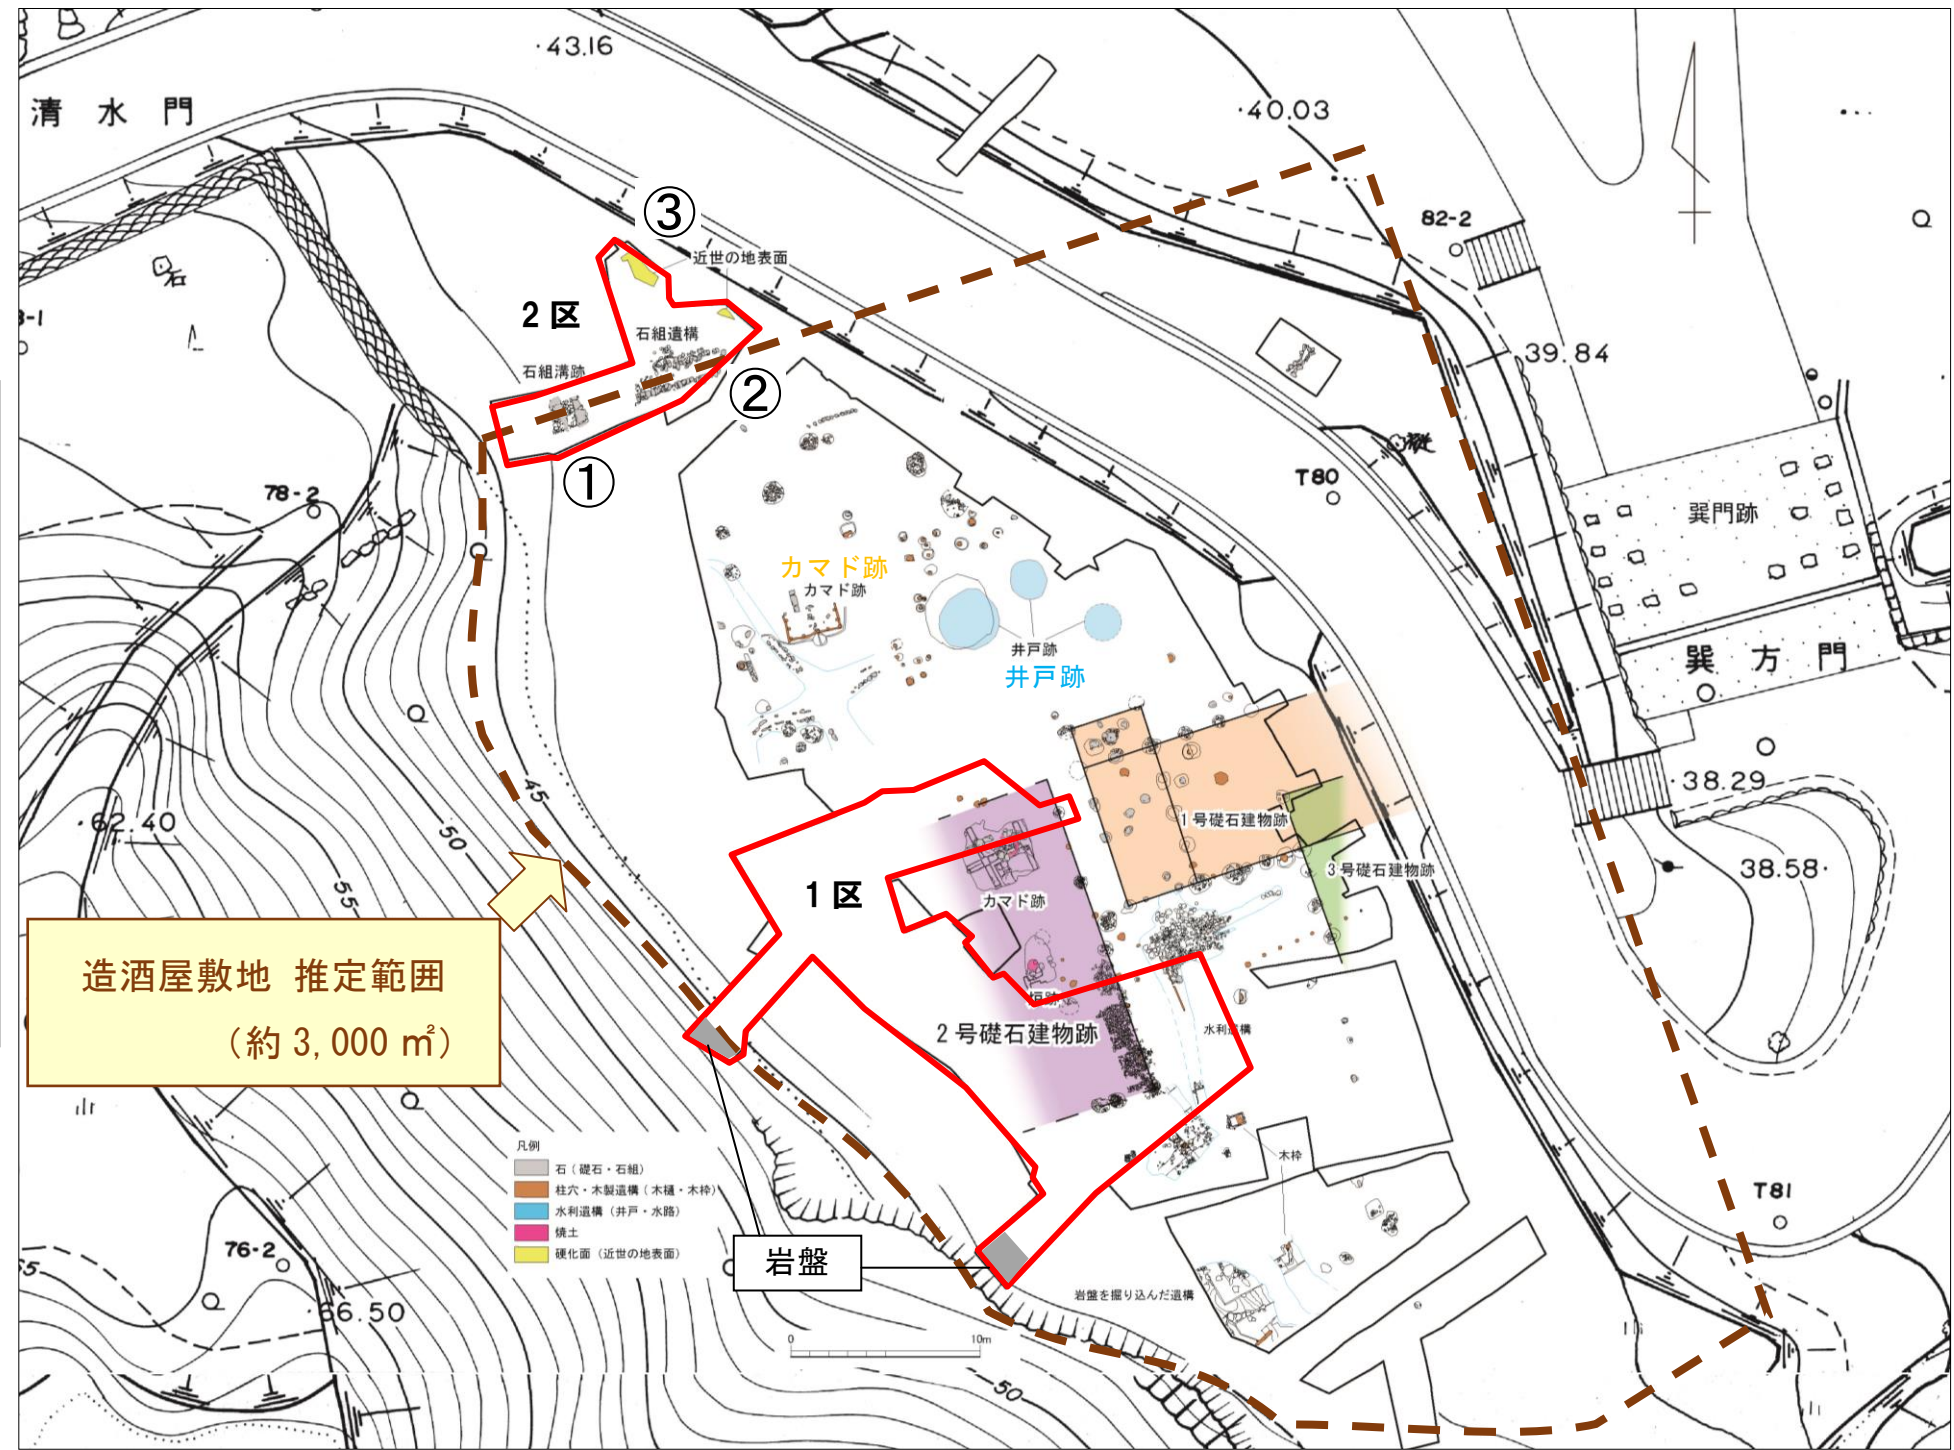 ・43.16
清水門
・40.03
③
82-2
近世の地表面
2区
石組遺構
石組溝跡
石
39.84
②
①
T80
78-2
巽門跡
カマド跡
カマド跡
井戸跡
井戸跡
巽方門
・38.29
45
・62.40
50
1号礎石建物跡
38.58・
3号礎石建物跡
55
1区
カマド跡
造酒屋敷地 推定範囲
（約3,000㎡）
垣跡
2号礎石建物跡
水利遺構
凡例
石（礎石・石組）
柱穴・木製遺構（木樋・木枠）
水利遺構（井戸・水路）
焼土
硬化面（近世の地表面）
木枠
T81
76-2
岩盤
・66.50
岩盤を掘り込んだ遺構
0 10m
50